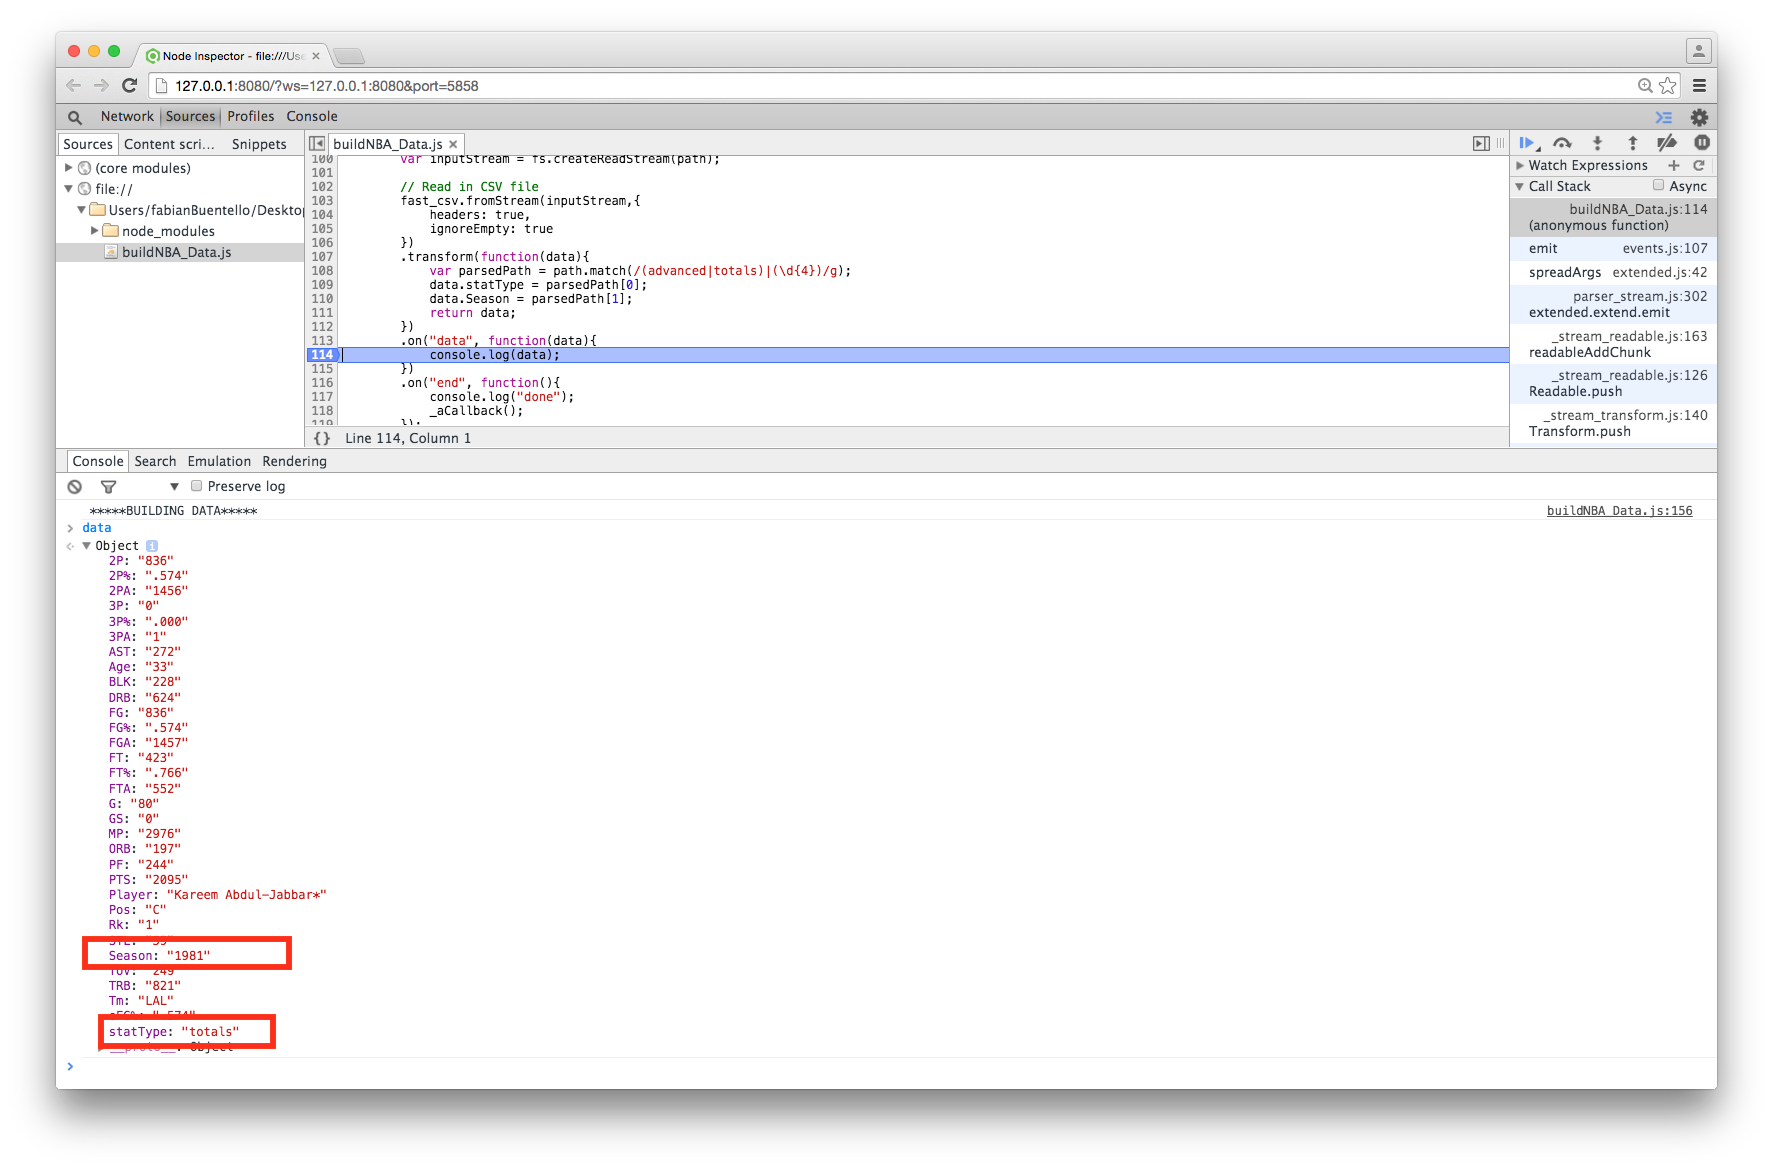 Node Inspector - file:///Use
127.0.0.1:8080/?ws=127.0.0.1:8080&port=5858
Network Sources Profiles Console
Sources Content scri... Snippets
(core modules)
file://
Users/fabianBuentello/Desktop
node_modules
buildNBA_Data.js
buildNBA_Data.js
100 var inputStream = fs.createReadStream(path);
101
102 // Read in CSV file
103 fast_csv.fromStream(inputStream,{
104 headers: true,
105 ignoreEmpty: true
106 })
107 .transform(function(data){
108 var parsedPath = path.match(/(advanced|totals)|(\d{4})/g);
109 data.statType = parsedPath[0];
110 data.Season = parsedPath[1];
111 return data;
112 })
113 .on("data", function(data){
114 console.log(data);
115 })
116 .on("end", function(){
117 console.log("done");
118 _aCallback();
119 });
{} Line 114, Column 1
Watch Expressions
Call Stack Async
buildNBA_Data.js:114
(anonymous function)
emit events.js:107
spreadArgs extended.js:42
parser_stream.js:302
extended.extend.emit
_stream_readable.js:163
readableAddChunk
_stream_readable.js:126
Readable.push
_stream_transform.js:140
Transform.push
Console Search Emulation Rendering
Preserve log
*****BUILDING DATA***** buildNBA_Data.js:156
data
Object
2P: "836"
2P%: ".574"
2PA: "1456"
3P: "0"
3P%: ".000"
3PA: "1"
AST: "272"
Age: "33"
BLK: "228"
DRB: "624"
FG: "836"
FG%: ".574"
FGA: "1457"
FT: "423"
FT%: ".766"
FTA: "552"
G: "80"
GS: "0"
MP: "2976"
ORB: "197"
PF: "244"
PTS: "2095"
Player: "Kareem Abdul-Jabbar*"
Pos: "C"
Rk: "1"
STL: "59"
Season: "1981"
TOV: "249"
TRB: "821"
Tm: "LAL"
eFG%: ".574"
statType: "totals"
__proto__: Object